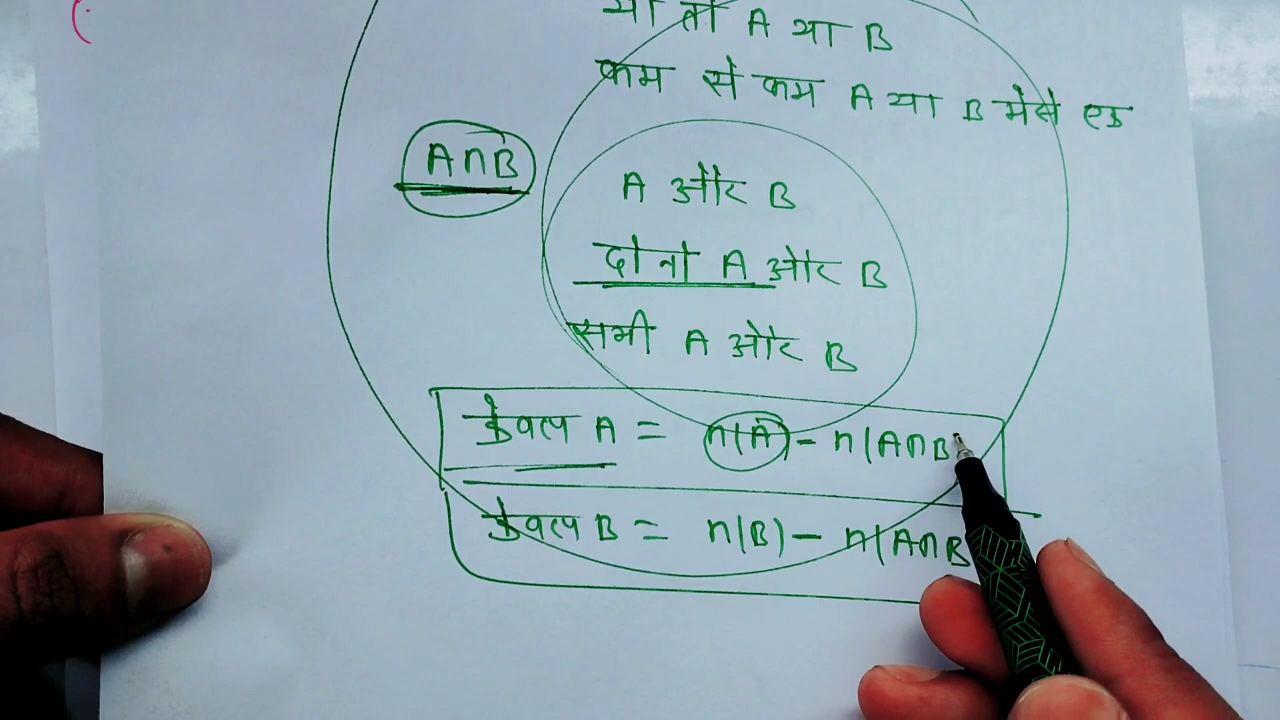 या तो A या B
कम से कम A या B मेसे एक
A∩B
A और B
दोनो A और B
सभी A और B
केवल A = n(A) - n(A∩B)
केवल B = n(B) - n(A∩B